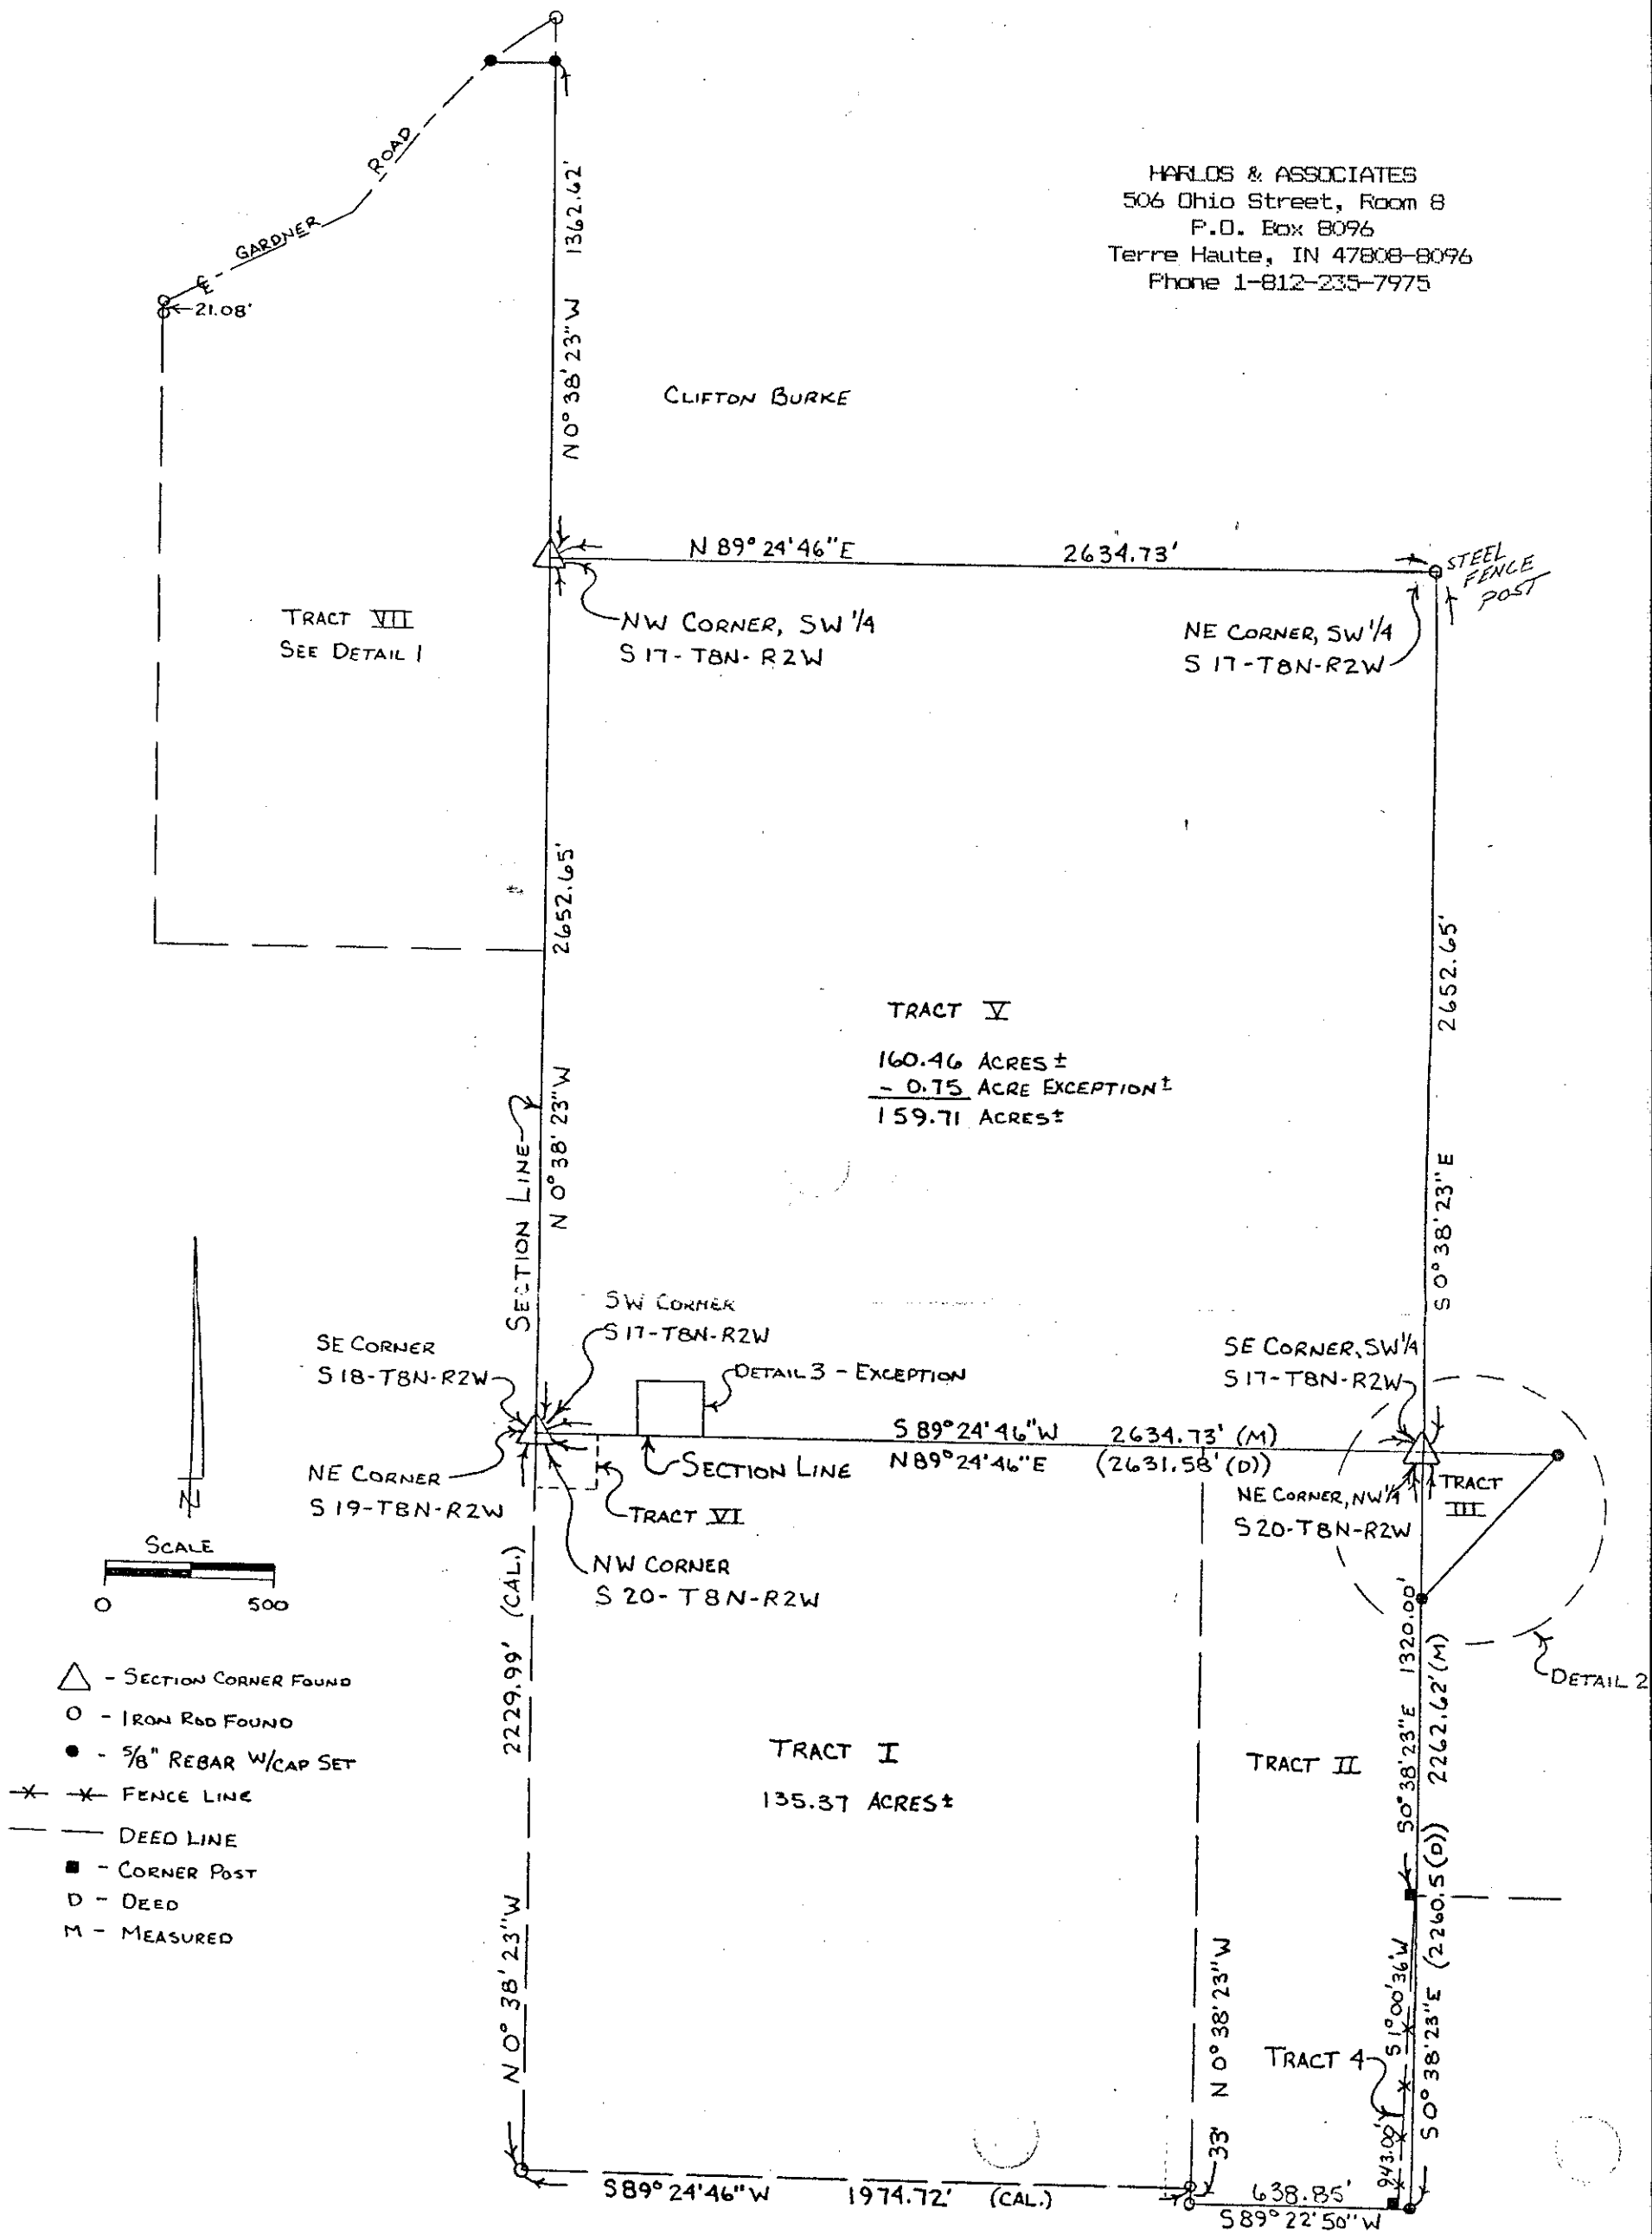 HARLOS & ASSOCIATES
506 Ohio Street, Room 8
P.O. Box 8096
Terre Haute, IN 47808-8096
Phone 1-812-235-7975
GARDNER ROAD
℄
21.08'
1362.62'
N 0° 38' 23" W
CLIFTON BURKE
N 89° 24' 46" E 2634.73'
STEEL
FENCE
POST
NW CORNER, SW 1/4
S 17-T8N-R2W
NE CORNER, SW 1/4
S 17-T8N-R2W
TRACT VII
SEE DETAIL 1
2652.65'
N 0° 38' 23" W
SECTION LINE
2652.65'
S 0° 38' 23" E
TRACT V
160.46 ACRES ±
- 0.75 ACRE EXCEPTION ±
159.71 ACRES ±
SW CORNER
S 17-T8N-R2W
SE CORNER
S 18-T8N-R2W
DETAIL 3 - EXCEPTION
SE CORNER, SW 1/4
S 17-T8N-R2W
S 89° 24' 46" W 2634.73' (M)
N 89° 24' 46" E (2631.58' (D))
SECTION LINE
NE CORNER
S 19-T8N-R2W
TRACT VI
NE CORNER, NW 1/4
S 20-T8N-R2W
TRACT
III
NW CORNER
S 20-T8N-R2W
N
SCALE
0 500
DETAIL 2
△ - SECTION CORNER FOUND
O - IRON ROD FOUND
● - 5/8" REBAR W/CAP SET
FENCE LINE
DEED LINE
■ - CORNER POST
D - DEED
M - MEASURED
2229.99' (CAL.)
N 0° 38' 23" W
TRACT I
135.37 ACRES ±
TRACT II
S 0° 38' 23" E 1320.00'
2262.62' (M)
S 0° 38' 23" E (2260.5 (D))
S 1° 00' 36" W
943.00'
TRACT 4
33' N 0° 38' 23" W
S 89° 24' 46" W 1974.72' (CAL.)
638.85'
S 89° 22' 50" W